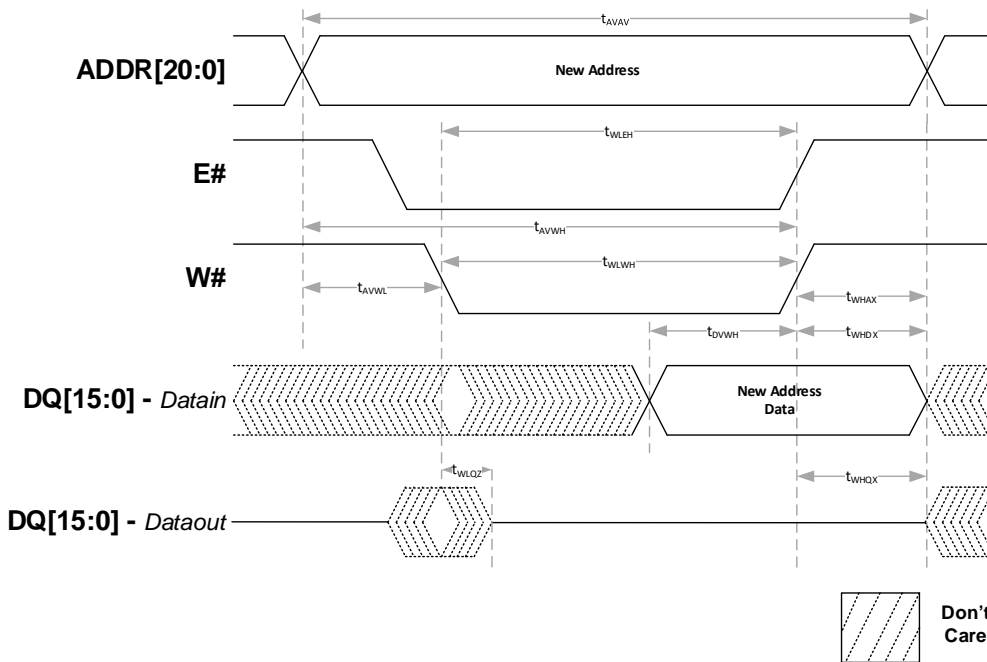 tAVAV
ADDR[20:0]
New Address
tWLEH
E#
tAVWH
W#
tWLWH
tAVWL
tWHAX
tDVWH
tWHDX
DQ[15:0] - Datain
New Address
Data
tWLQZ
tWHQX
DQ[15:0] - Dataout
Don't
Care